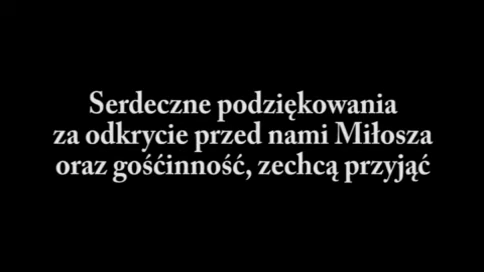 Serdeczne podziękowania
za odkrycie przed nami Miłosza
oraz gośćinność, zechcą przyjąć